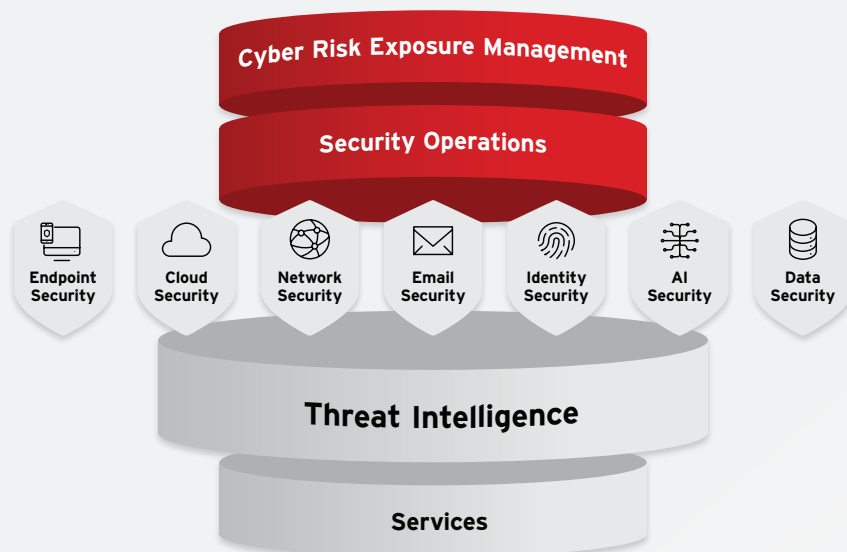 Cyber Risk Exposure Management
Security Operations
Endpoint
Security
Cloud
Security
Network
Security
Email
Security
Identity
Security
AI
Security
Data
Security
Threat Intelligence
Services